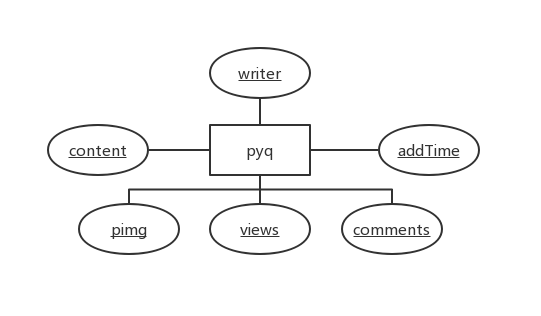 writer
content
pyq
addTime
pimg
views
comments